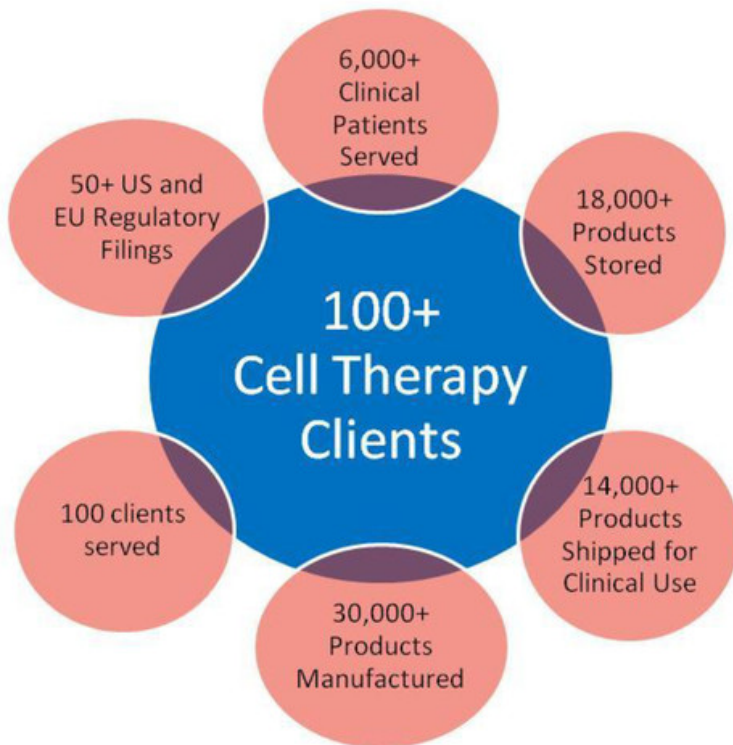 6,000+
Clinical
Patients
Served
50+ US and
EU Regulatory
Filings
18,000+
Products
Stored
100+
Cell Therapy
Clients
100 clients
served
14,000+
Products
Shipped for
Clinical Use
30,000+
Products
Manufactured